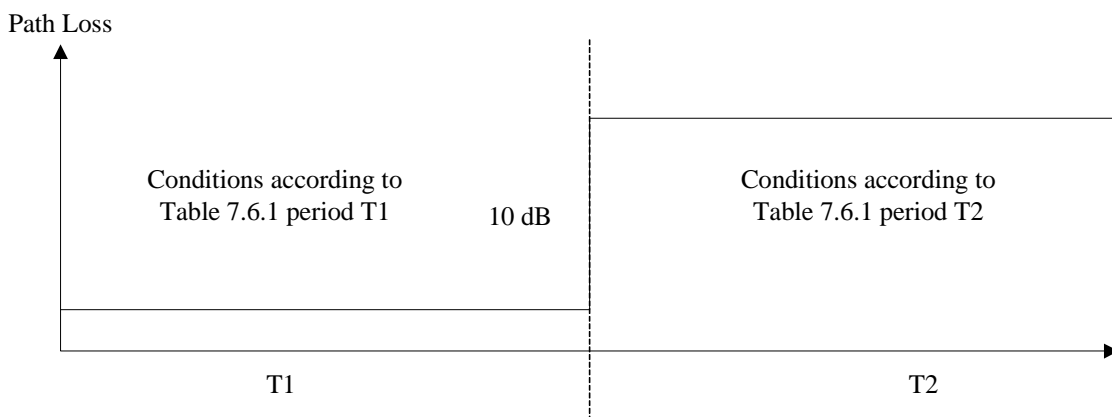 Path Loss
Conditions according to
Table 7.6.1 period T1
10 dB
Conditions according to
Table 7.6.1 period T2
T1
T2